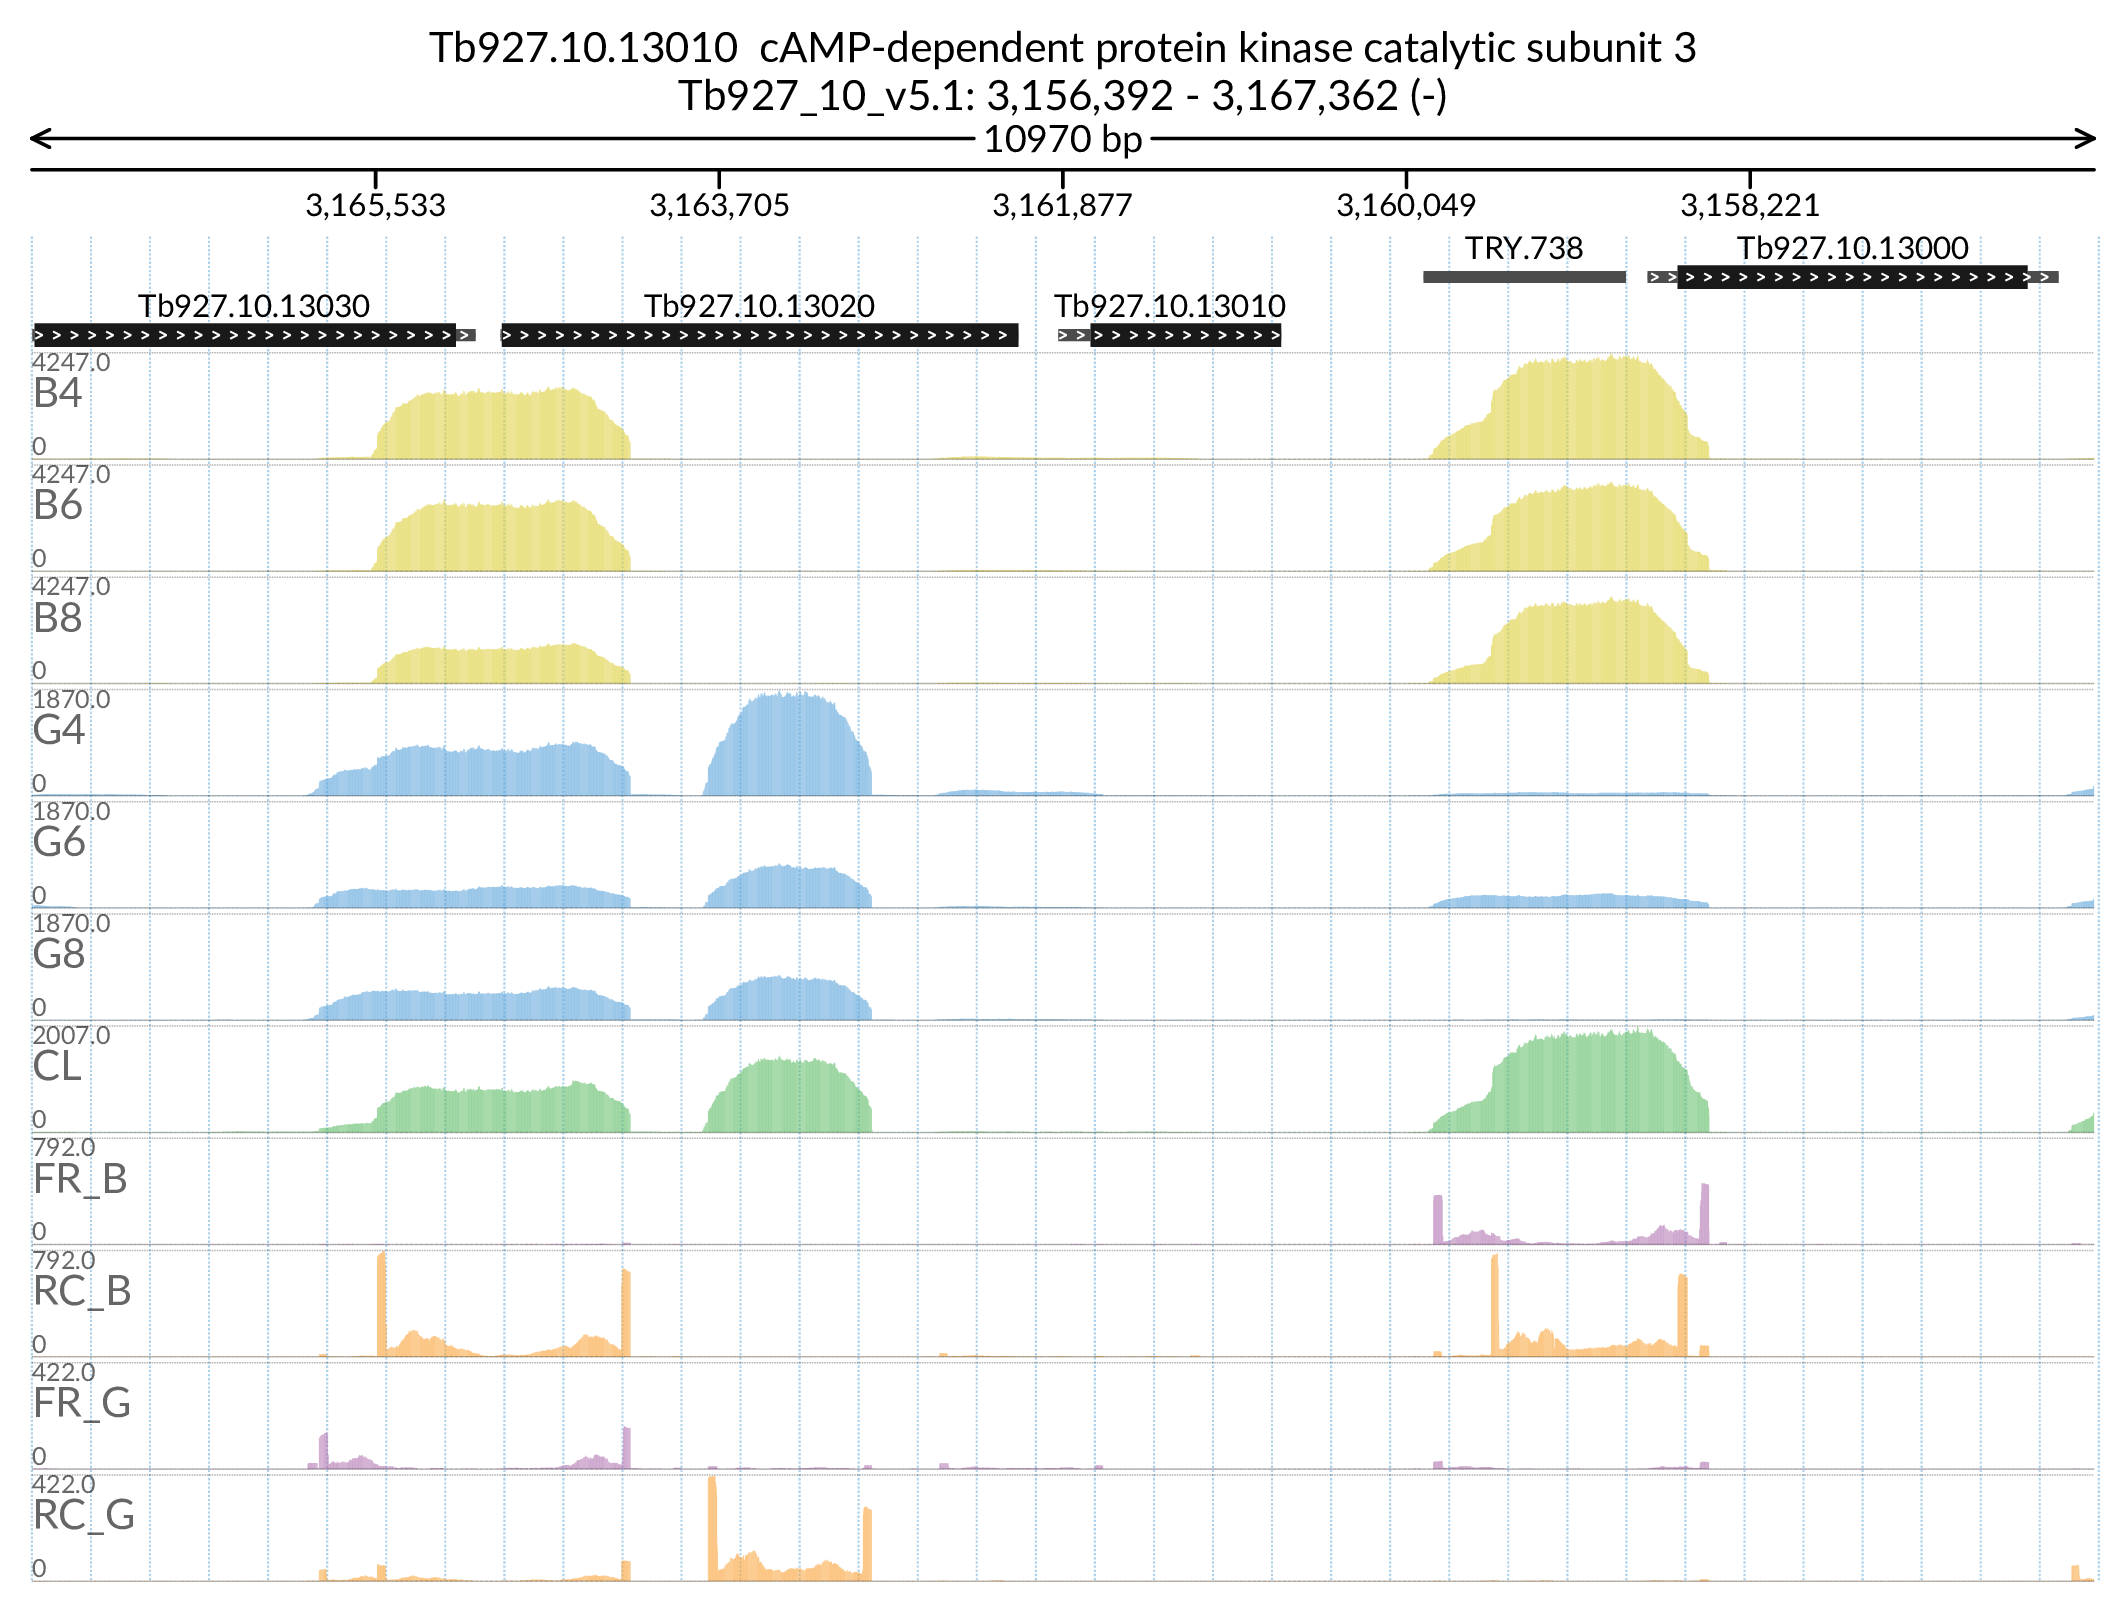 Tb927.10.13010  cAMP-dependent protein kinase catalytic subunit 3
Tb927_10_v5.1: 3,156,392 - 3,167,362 (-)
10970 bp
3,165,533 3,163,705 3,161,877 3,160,049 3,158,221
TRY.738 Tb927.10.13000
Tb927.10.13030 Tb927.10.13020 Tb927.10.13010
4247.0
B4
0
4247.0
B6
0
4247.0
B8
0
1870.0
G4
0
1870.0
G6
0
1870.0
G8
0
2007.0
CL
0
792.0
FR_B
0
792.0
RC_B
0
422.0
FR_G
0
422.0
RC_G
0